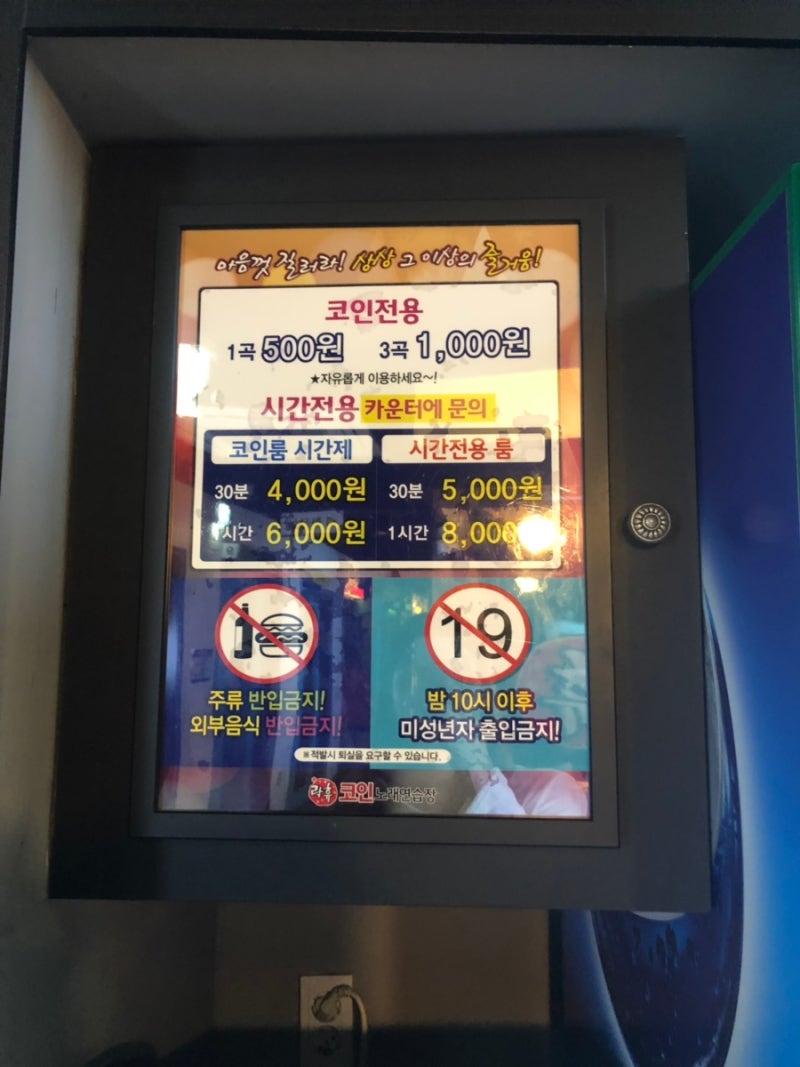 마음껏 질러라! 상상 그 이상의 즐거움!
코인전용
1곡 500원 3곡 1,000원
★자유롭게 이용하세요~!
시간전용 카운터에 문의
코인룸 시간제 시간전용 룸
30분 4,000원 30분 5,000원
1시간 6,000원 1시간 8,000
19
주류 반입금지!
외부음식 반입금지!
밤 10시 이후
미성년자 출입금지!
※적발시 퇴실을 요구할 수 있습니다.
락휴 코인노래연습장